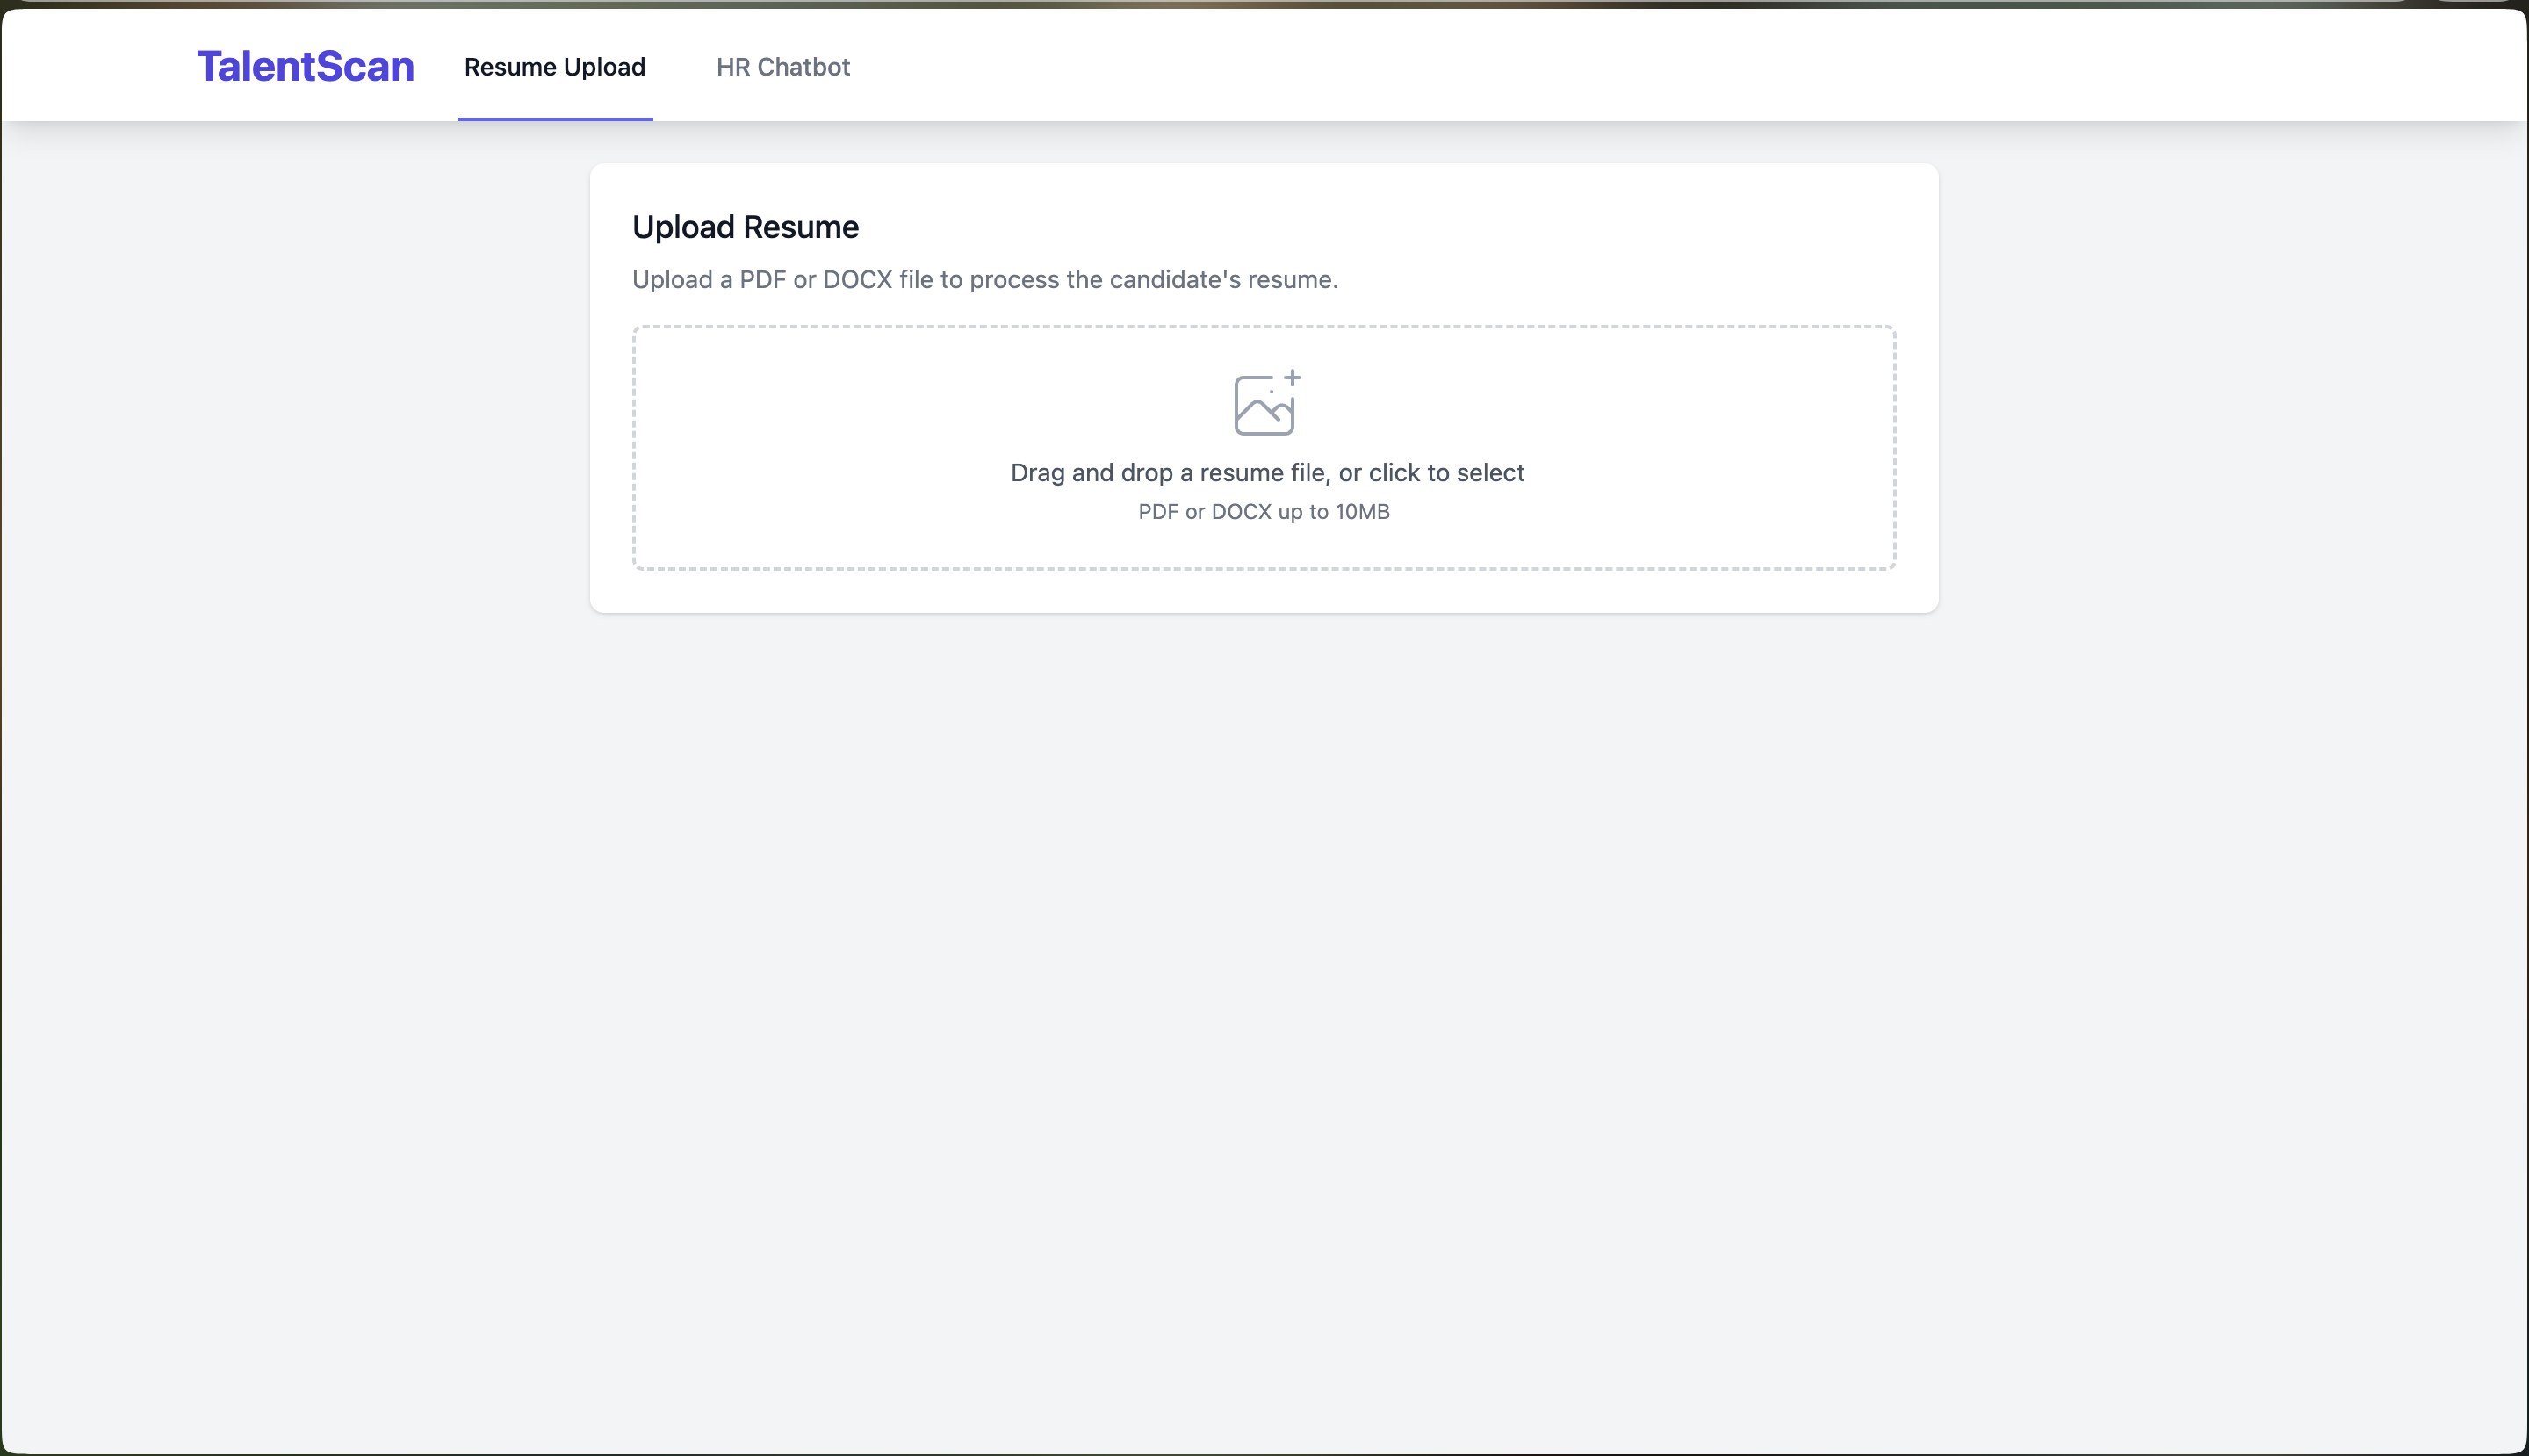 TalentScan
Resume Upload
HR Chatbot
Upload Resume
Upload a PDF or DOCX file to process the candidate's resume.
Drag and drop a resume file, or click to select
PDF or DOCX up to 10MB